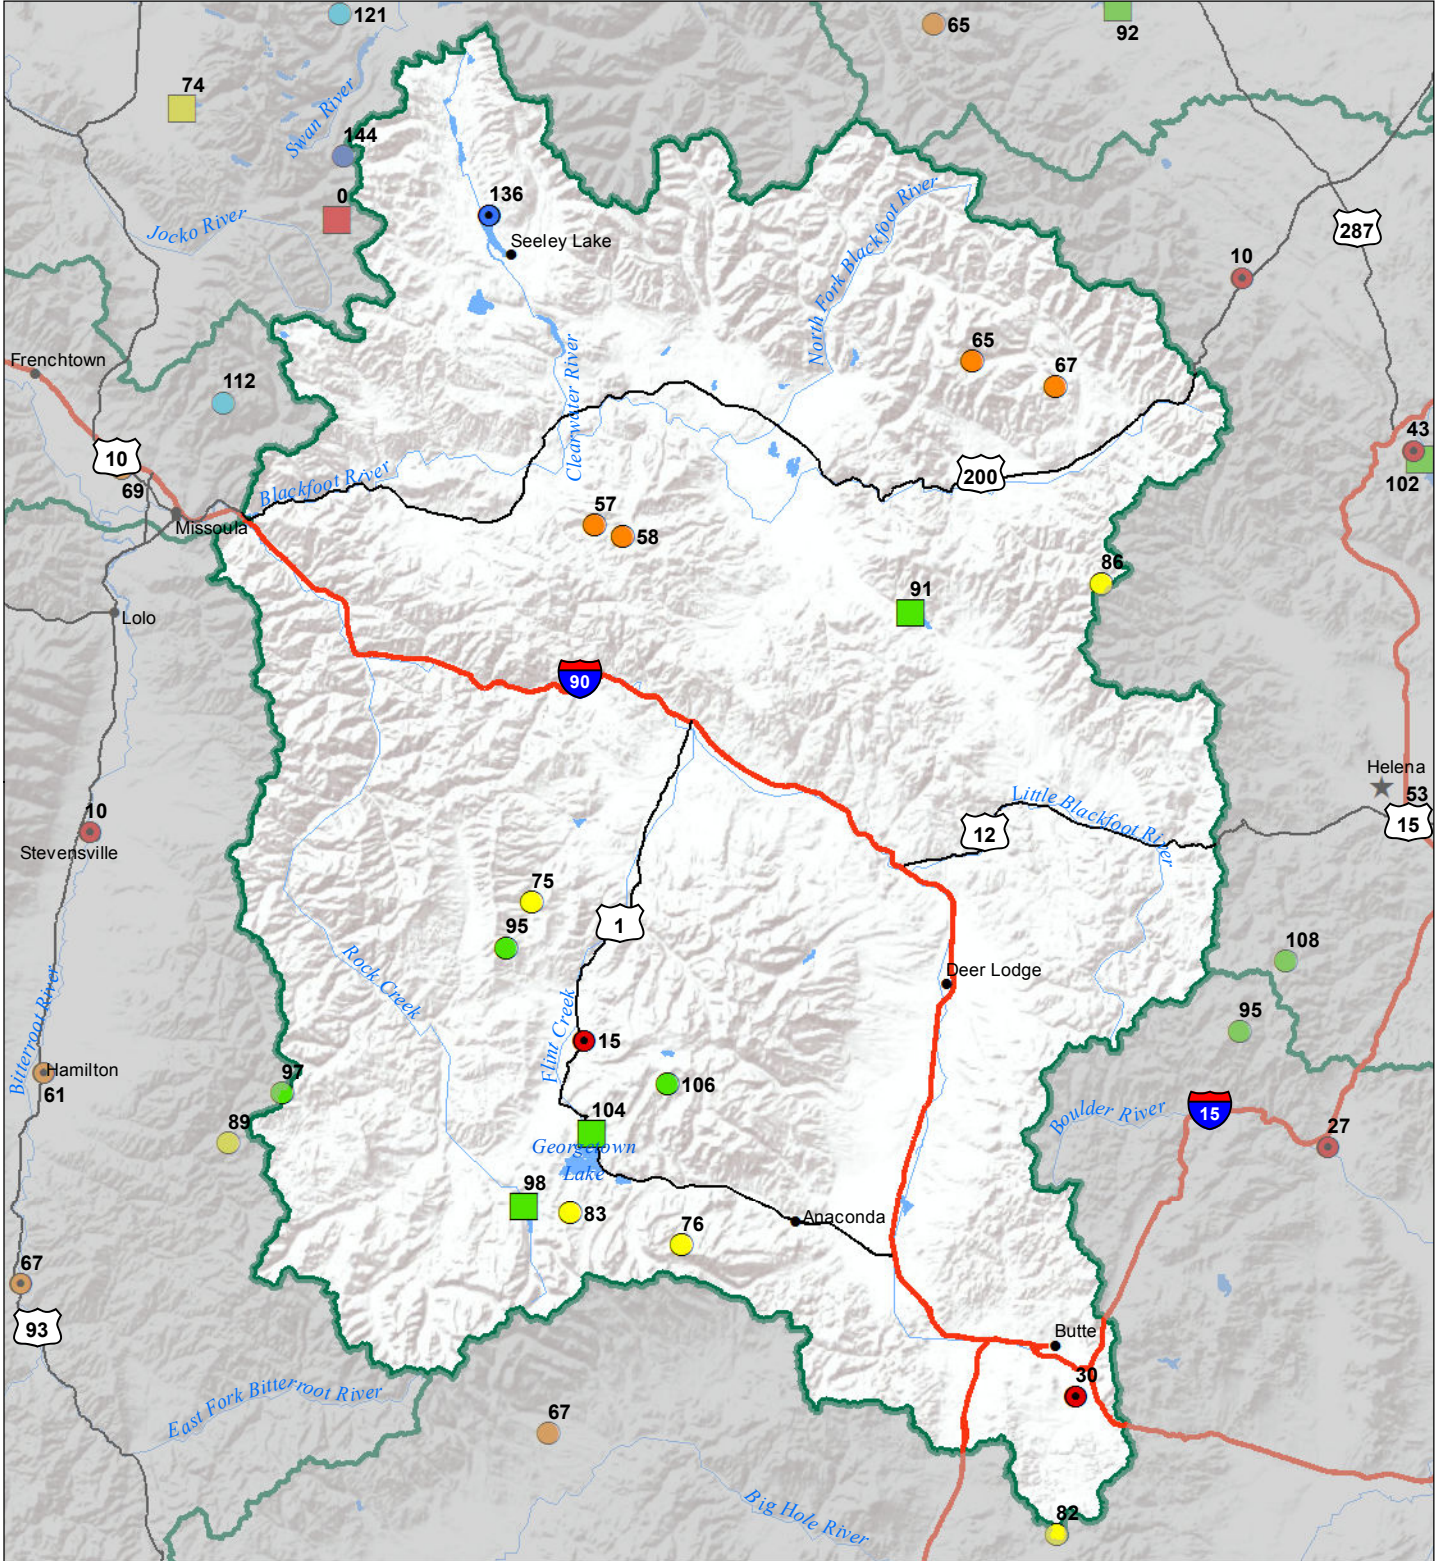 121
65
92
74
Swan River
144
0
136
Seeley Lake
Jocko River
North Fork Blackfoot River
287
10
Frenchtown
112
Clearwater River
65
67
10
69
Blackfoot River
200
43
102
Missoula
57
58
86
91
Lolo
90
Helena
53
15
Little Blackfoot River
12
10
Stevensville
75
95
1
Rock Creek
108
Deer Lodge
Bitterroot River
Flint Creek
15
95
Hamilton
61
97
106
89
104
Georgetown
Lake
Boulder River
15
27
98
83
76
Anaconda
67
93
Butte
30
East Fork Bitterroot River
67
Big Hole River
82